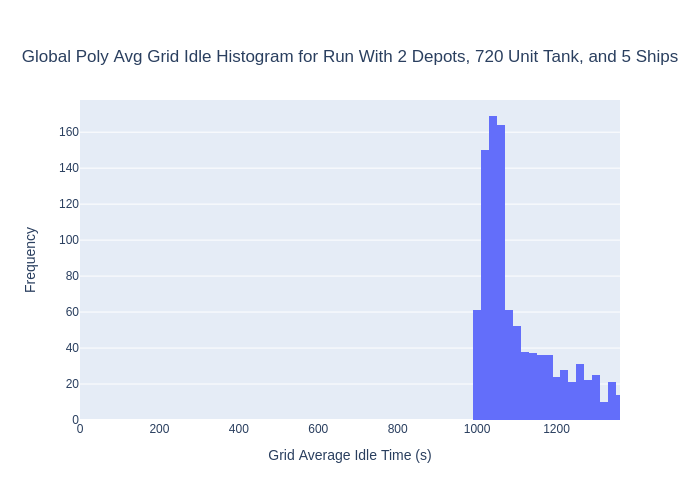 Global Poly Avg Grid Idle Histogram for Run With 2 Depots, 720 Unit Tank, and 5 Ships
Frequency
160
140
120
100
80
60
40
20
0
0 200 400 600 800 1000 1200
Grid Average Idle Time (s)